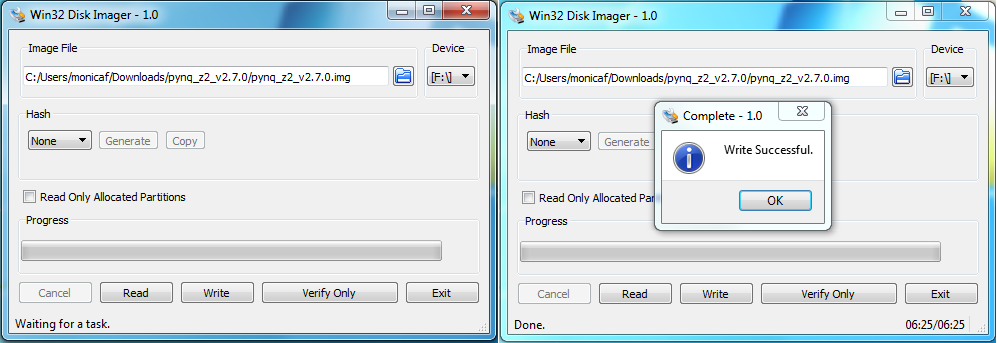 Win32 Disk Imager - 1.0
Image File
Device
C:/Users/monicaf/Downloads/pynq_z2_v2.7.0/pynq_z2_v2.7.0.img
[F:\]
Hash
None
Generate
Copy
Read Only Allocated Partitions
Progress
Cancel
Read
Write
Verify Only
Exit
Waiting for a task.
Win32 Disk Imager - 1.0
Image File
Device
C:/Users/monicaf/Downloads/pynq_z2_v2.7.0/pynq_z2_v2.7.0.img
[F:\]
Hash
None
Generate
Complete - 1.0
Write Successful.
OK
Read Only Allocated Par
Progress
Cancel
Read
Write
Verify Only
Exit
Done.
06:25/06:25